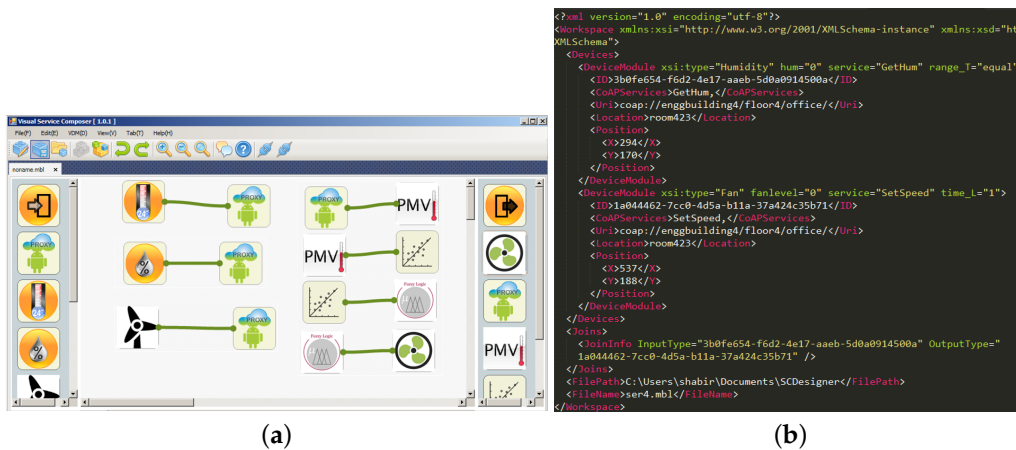 Visual Service Composer [ 1.0.1 ]
File(F) Edit(E) VDM(D) View(V) Tab(T) Help(H)
noname.mbl x
24° PROXY PROXY PMV
PROXY
% PROXY PMV
24°
Fuzzy Logic
PROXY PROXY
% Fuzzy Logic PMV
(a)
<?xml version="1.0" encoding="utf-8"?>
<Workspace xmlns:xsi="http://www.w3.org/2001/XMLSchema-instance" xmlns:xsd="ht
XMLSchema">
<Devices>
<DeviceModule xsi:type="Humidity" hum="0" service="GetHum" range_T="equal"
<ID>3b0fe654-f6d2-4e17-aaeb-5d0a0914500a</ID>
<CoAPServices>GetHum,</CoAPServices>
<Uri>coap://enggbuilding4/floor4/office/</Uri>
<Location>room423</Location>
<Position>
<X>294</X>
<Y>170</Y>
</Position>
</DeviceModule>
<DeviceModule xsi:type="Fan" fanlevel="0" service="SetSpeed" time_L="1">
<ID>1a044462-7cc0-4d5a-b11a-37a424c35b71</ID>
<CoAPServices>SetSpeed,</CoAPServices>
<Uri>coap://enggbuilding4/floor4/office/</Uri>
<Location>room423</Location>
<Position>
<X>537</X>
<Y>188</Y>
</Position>
</DeviceModule>
</Devices>
<Joins>
<JoinInfo InputType="3b0fe654-f6d2-4e17-aaeb-5d0a0914500a" OutputType="
1a044462-7cc0-4d5a-b11a-37a424c35b71" />
</Joins>
<FilePath>C:\Users\shabir\Documents\SCDesigner</FilePath>
<FileName>ser4.mbl</FileName>
</Workspace>
(b)